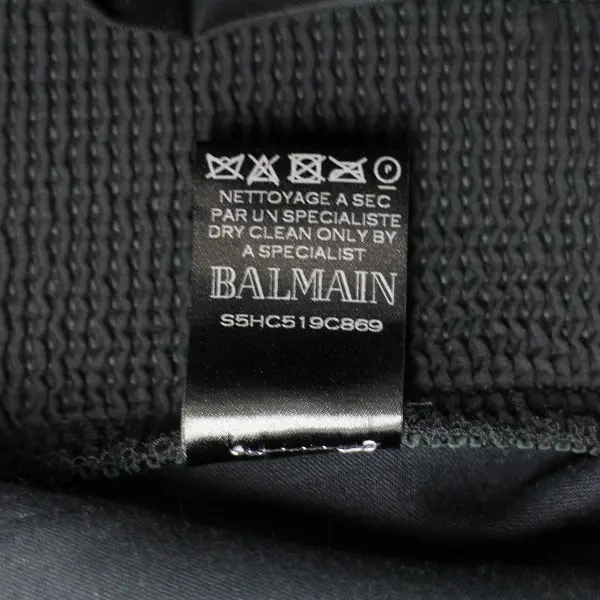 P
NETTOYAGE A SEC
PAR UN SPECIALISTE
DRY CLEAN ONLY BY
A SPECIALIST
BALMAIN
S5HC519C869